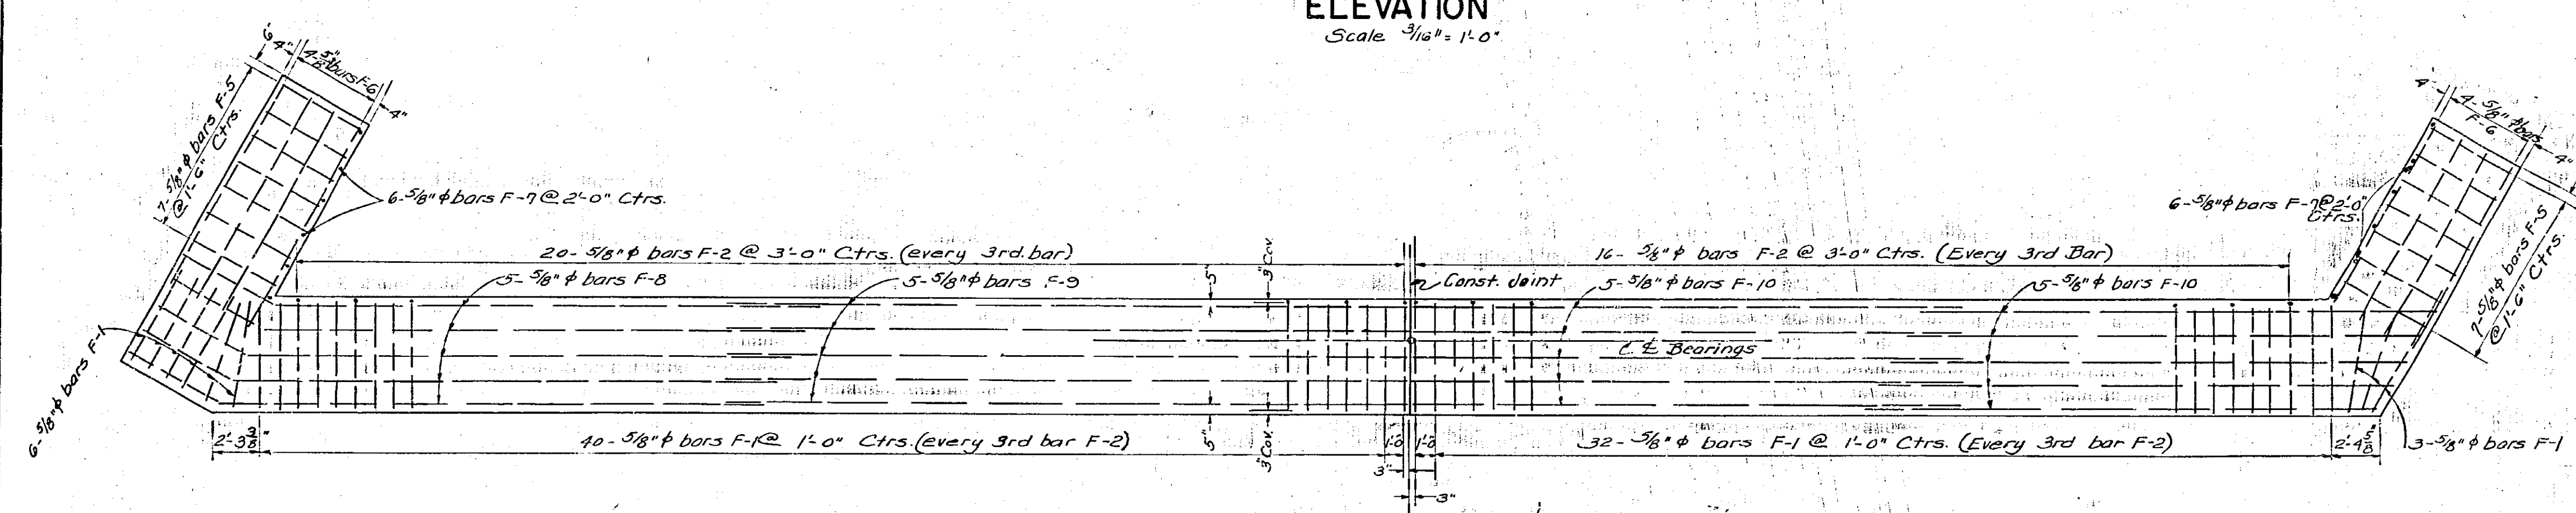 ELEVATION
Scale 3/16" = 1'-0"
6"
4"
4-5/8" bars F-6
4"
7-5/8" φ bars F-5
@ 1'-6" Ctrs.
6-5/8" φ bars F-7 @ 2'-0" Ctrs.
20-5/8" φ bars F-2 @ 3'-0" Ctrs. (every 3rd. bar)
5-5/8" φ bars F-8
5-5/8" φ bars F-9
5"
3" Cov.
Const. joint
16-5/8" φ bars F-2 @ 3'-0" Ctrs. (Every 3rd Bar)
5-5/8" φ bars F-10
5-5/8" φ bars F-10
6-5/8" φ bars F-7 @ 2'-0"
Ctrs.
4"
4-5/8" φ bars
F-6
4"
7-5/8" φ bars F-5
@ 1'-6" Ctrs.
Bearings
6-5/8" φ bars F-1
2'-3 3/8"
40-5/8" φ bars F-1 @ 1'-0" Ctrs. (every 3rd bar F-2)
5"
3" Cov.
1'-0
1'-0
3"
3"
32-5/8" φ bars F-1 @ 1'-0" Ctrs. (Every 3rd bar F-2)
2'-4 5/8"
3-5/8" φ bars F-1